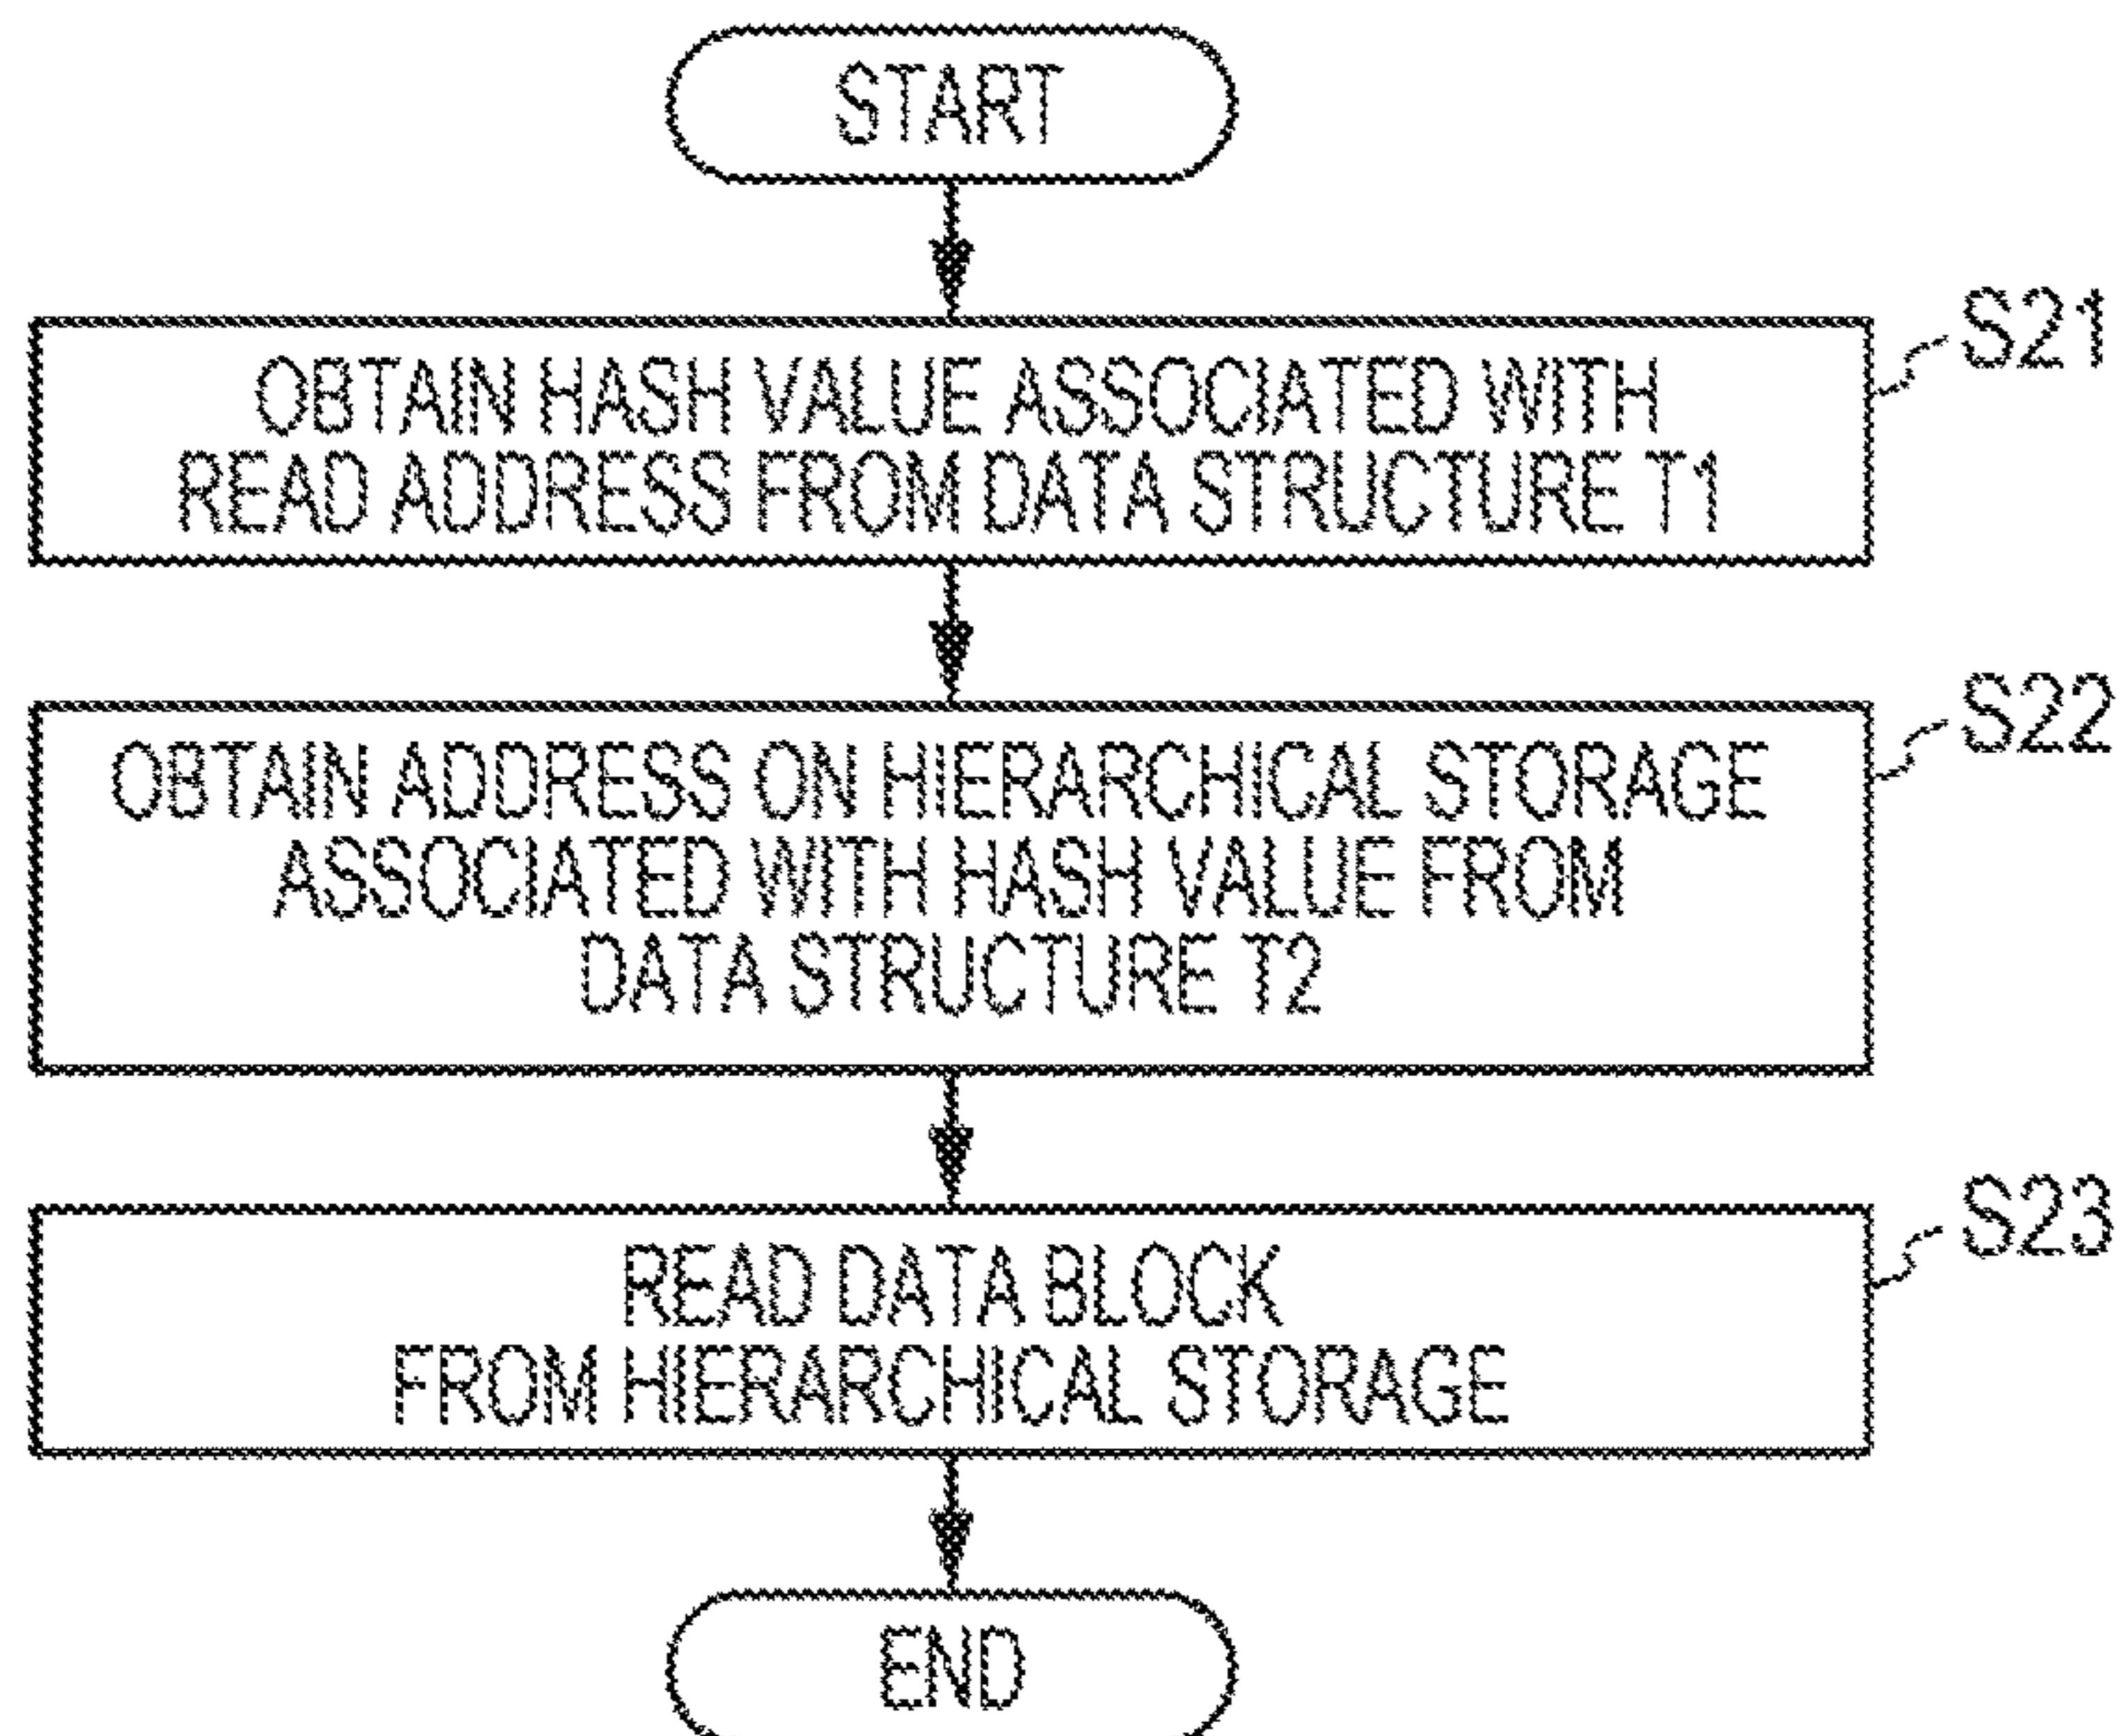 START
S21
OBTAIN HASH VALUE ASSOCIATED WITH
READ ADDRESS FROM DATA STRUCTURE T1
S22
OBTAIN ADDRESS ON HIERARCHICAL STORAGE
ASSOCIATED WITH HASH VALUE FROM
DATA STRUCTURE T2
S23
READ DATA BLOCK
FROM HIERARCHICAL STORAGE
END